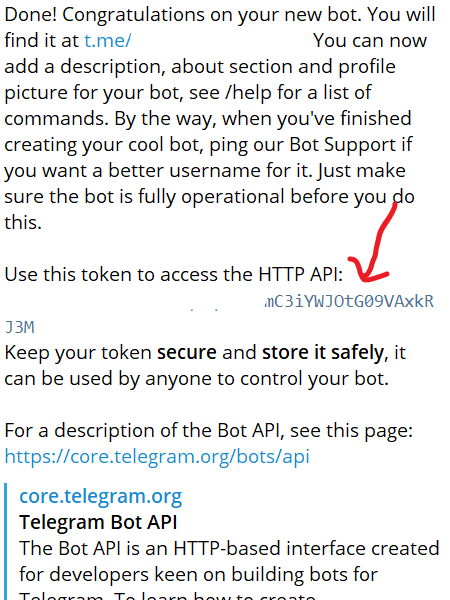 Done! Congratulations on your new bot. You will
find it at t.me/ You can now
add a description, about section and profile
picture for your bot, see /help for a list of
commands. By the way, when you've finished
creating your cool bot, ping our Bot Support if
you want a better username for it. Just make
sure the bot is fully operational before you do
this.
Use this token to access the HTTP API:
mC3iYWJOtG09VAxkR
J3M
Keep your token secure and store it safely, it
can be used by anyone to control your bot.
For a description of the Bot API, see this page:
https://core.telegram.org/bots/api
core.telegram.org
Telegram Bot API
The Bot API is an HTTP-based interface created
for developers keen on building bots for
Telegram. To learn how to create